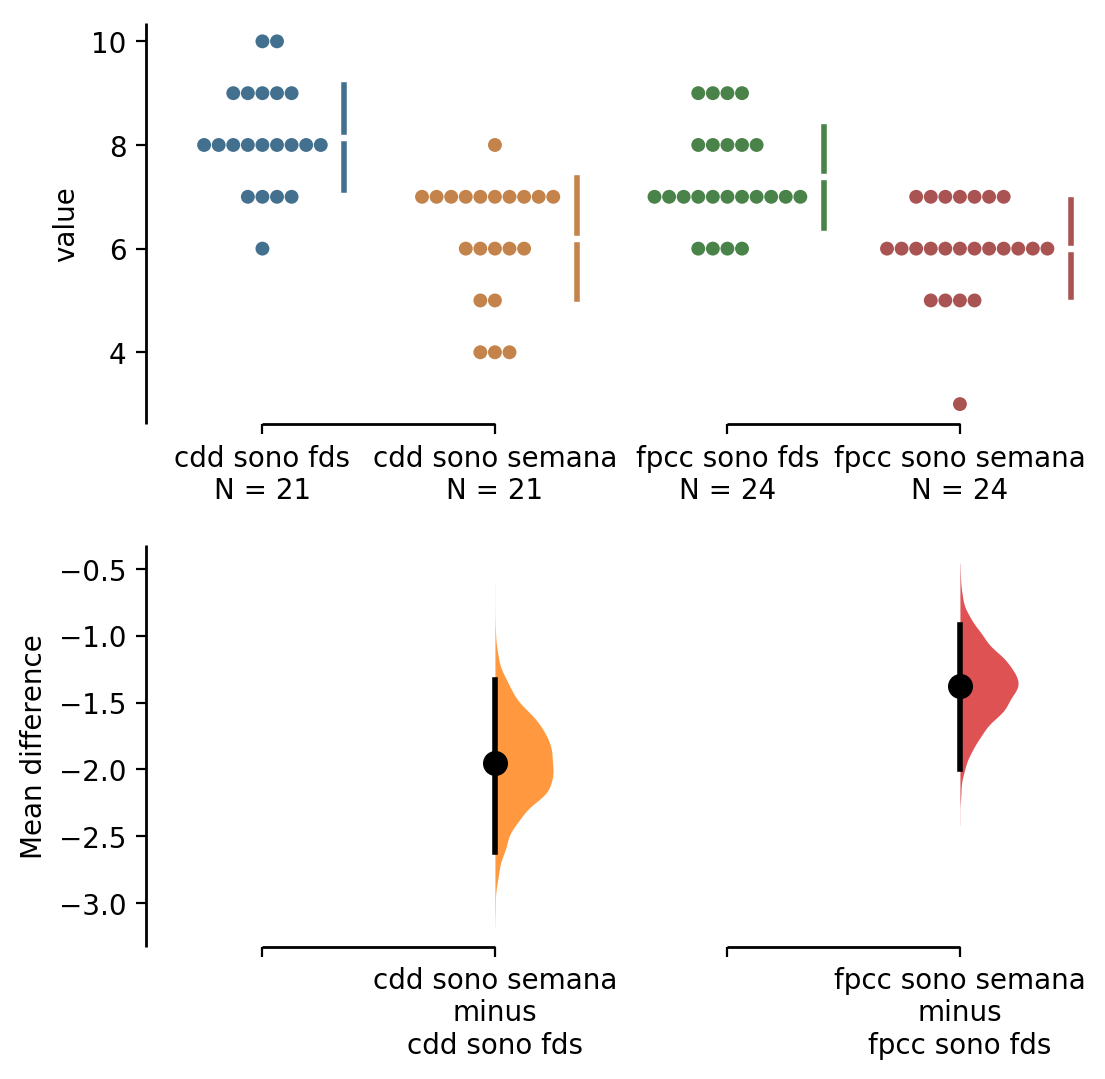 10
8
6
4
value
cdd sono fds
N = 21
cdd sono semana
N = 21
fpcc sono fds
N = 24
fpcc sono semana
N = 24
−0.5
−1.0
−1.5
−2.0
−2.5
−3.0
Mean difference
cdd sono semana
minus
cdd sono fds
fpcc sono semana
minus
fpcc sono fds